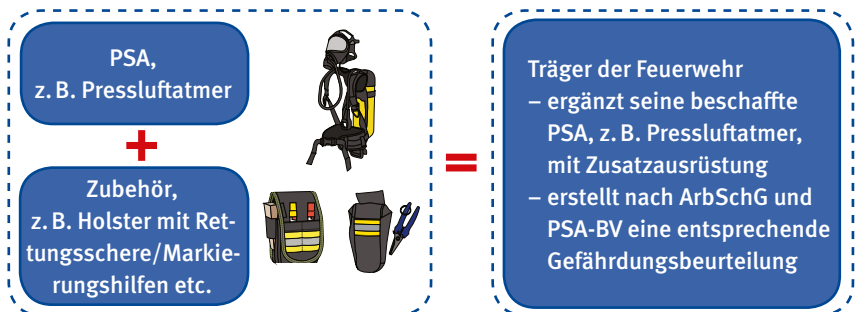 PSA,
z. B. Pressluftatmer
+
Zubehör,
z. B. Holster mit Ret-
tungsschere/Markie-
rungshilfen etc.
=
Träger der Feuerwehr
– ergänzt seine beschaffte
PSA, z. B. Pressluftatmer,
mit Zusatzausrüstung
– erstellt nach ArbSchG und
PSA-BV eine entsprechende
Gefährdungsbeurteilung